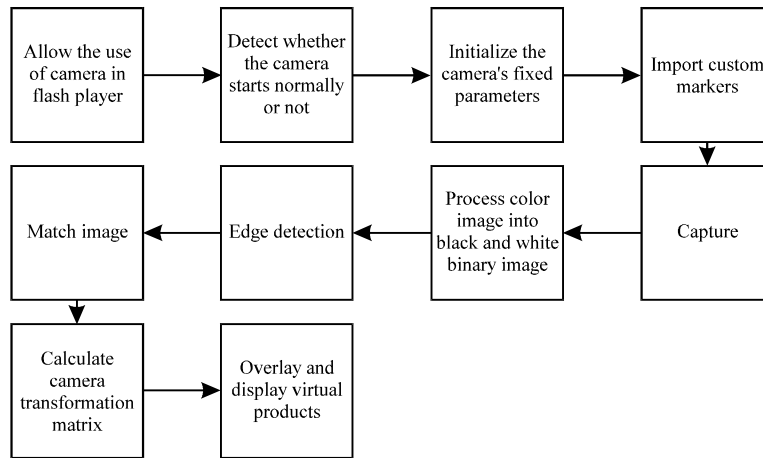 Allow the use
of camera in
flash player
Detect whether
the camera
starts normally
or not
Initialize the
camera's fixed
parameters
Import custom
markers
Capture
Process color
image into
black and white
binary image
Edge detection
Match image
Calculate
camera
transformation
matrix
Overlay and
display virtual
products